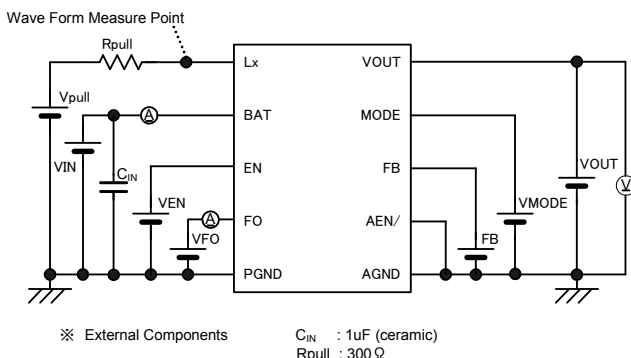 Wave Form Measure Point
Rpull
Lx
VOUT
Vpull
A
BAT
MODE
VIN
CIN
EN
FB
VOUT
V
VEN
A
FO
AEN/
VMODE
VFO
FB
PGND
AGND
※ External Components
CIN : 1uF (ceramic)
Rpull : 300Ω